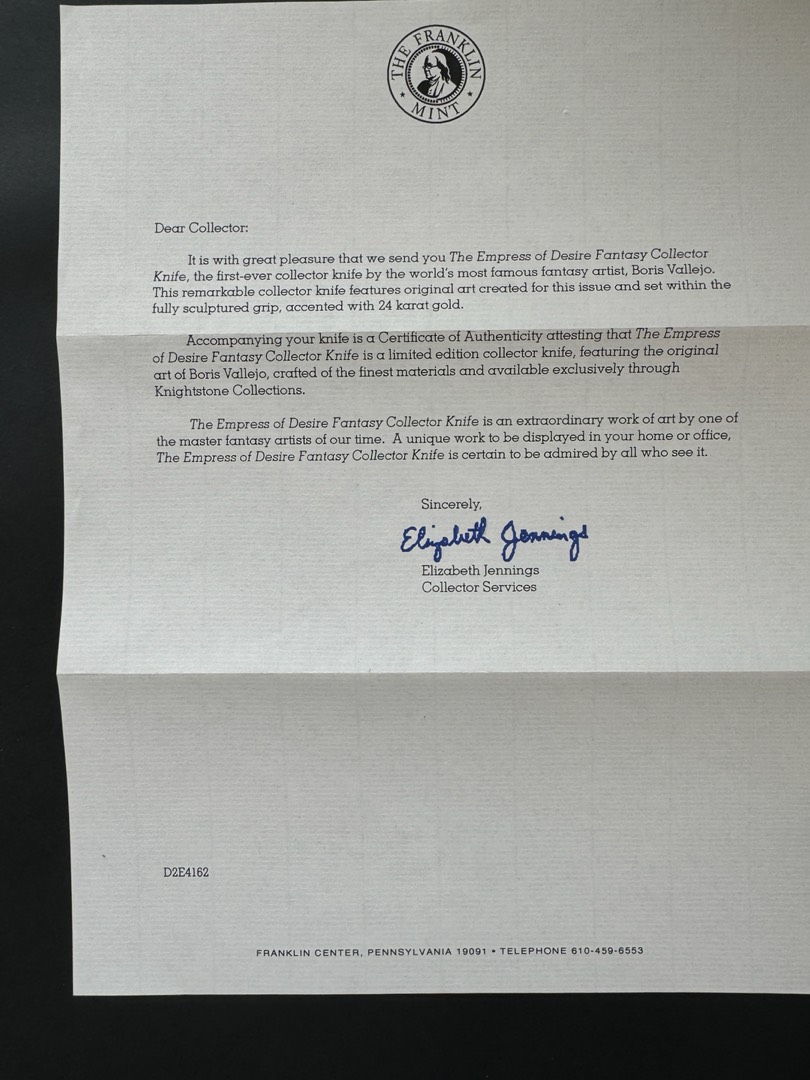 THE FRANKLIN
MINT
Dear Collector:
It is with great pleasure that we send you The Empress of Desire Fantasy Collector
Knife, the first-ever collector knife by the world's most famous fantasy artist, Boris Vallejo.
This remarkable collector knife features original art created for this issue and set within the
fully sculptured grip, accented with 24 karat gold.
Accompanying your knife is a Certificate of Authenticity attesting that The Empress
of Desire Fantasy Collector Knife is a limited edition collector knife, featuring the original
art of Boris Vallejo, crafted of the finest materials and available exclusively through
Knightstone Collections.
The Empress of Desire Fantasy Collector Knife is an extraordinary work of art by one of
the master fantasy artists of our time. A unique work to be displayed in your home or office,
The Empress of Desire Fantasy Collector Knife is certain to be admired by all who see it.
Sincerely,
Elizabeth Jennings
Elizabeth Jennings
Collector Services
D2E4162
FRANKLIN CENTER, PENNSYLVANIA 19091 • TELEPHONE 610-459-6553